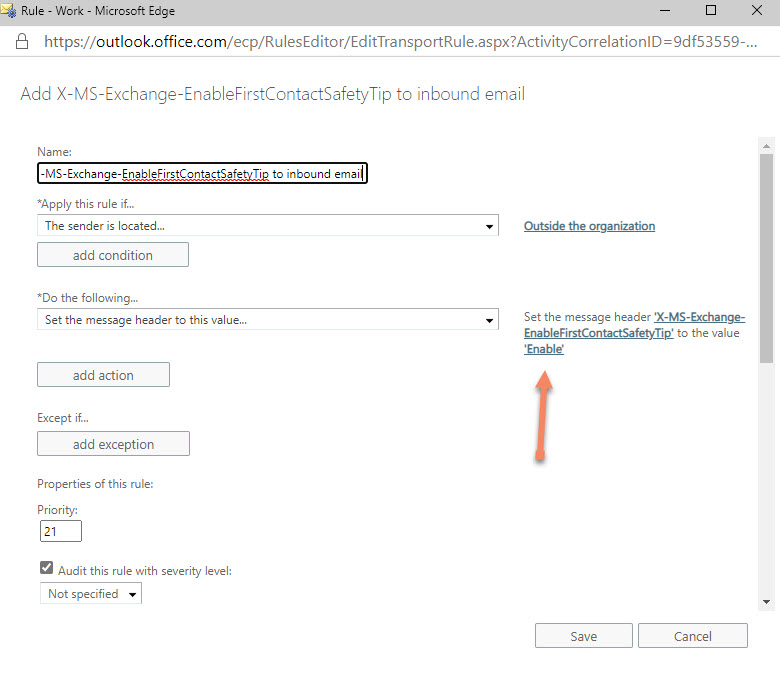 Rule - Work - Microsoft Edge
https://outlook.office.com/ecp/RulesEditor/EditTransportRule.aspx?ActivityCorrelationID=9df53559-...
Add X-MS-Exchange-EnableFirstContactSafetyTip to inbound email
Name:
-MS-Exchange-EnableFirstContactSafetyTip to inbound email
*Apply this rule if...
The sender is located...
Outside the organization
add condition
*Do the following...
Set the message header to this value...
Set the message header 'X-MS-Exchange-
EnableFirstContactSafetyTip' to the value
'Enable'
add action
Except if...
add exception
Properties of this rule:
Priority:
21
Audit this rule with severity level:
Not specified
Save
Cancel